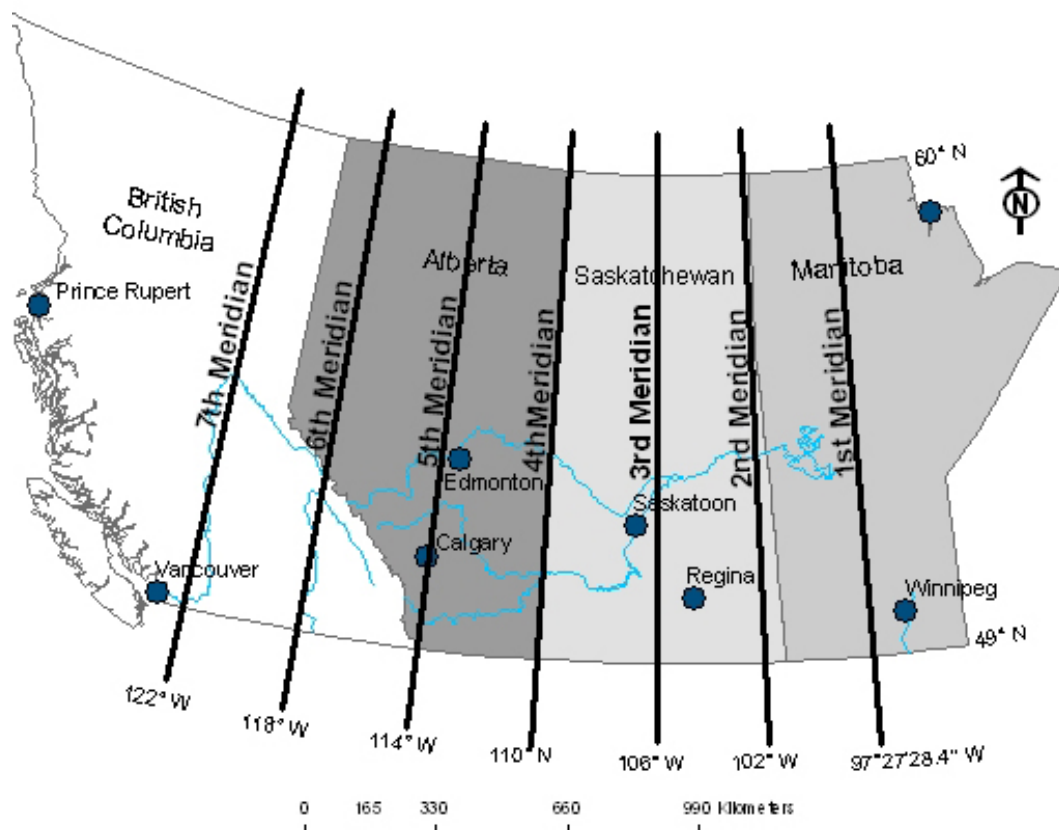 60° N
N
British
Columbia
Alberta
Saskatchewan
Manitoba
Prince Rupert
7th Meridian
6th Meridian
5th Meridian
4thMeridian
3rd Meridian
2nd Meridian
1st Meridian
Edmonton
Saskatoon
Calgary
Vancouver
Regina
Winnipeg
49° N
122° W
118° W
114° W
110° N
106° W
102° W
97°27'28.4" W
0 165 330 660 990 Kilometers